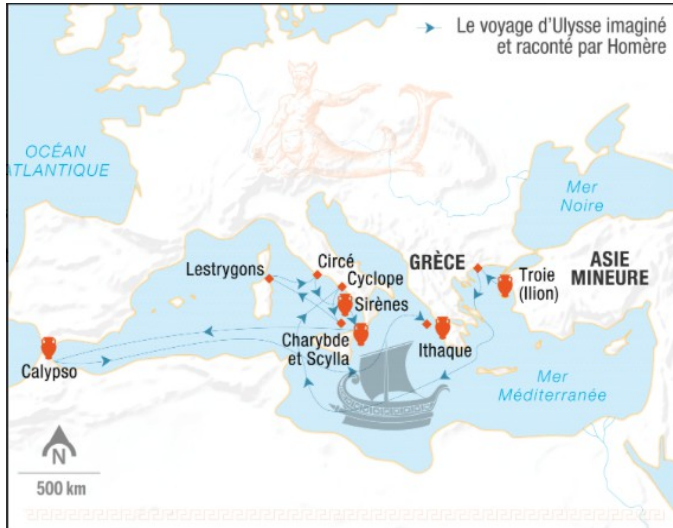 Le voyage d'Ulysse imaginé
et raconté par Homère
OCÉAN
ATLANTIQUE
Mer
Noire
Lestrygons
Circé
Cyclope
Sirènes
GRÈCE
Troie
(Ilion)
ASIE
MINEURE
Charybde
et Scylla
Ithaque
Calypso
Mer
Méditerranée
N
500 km